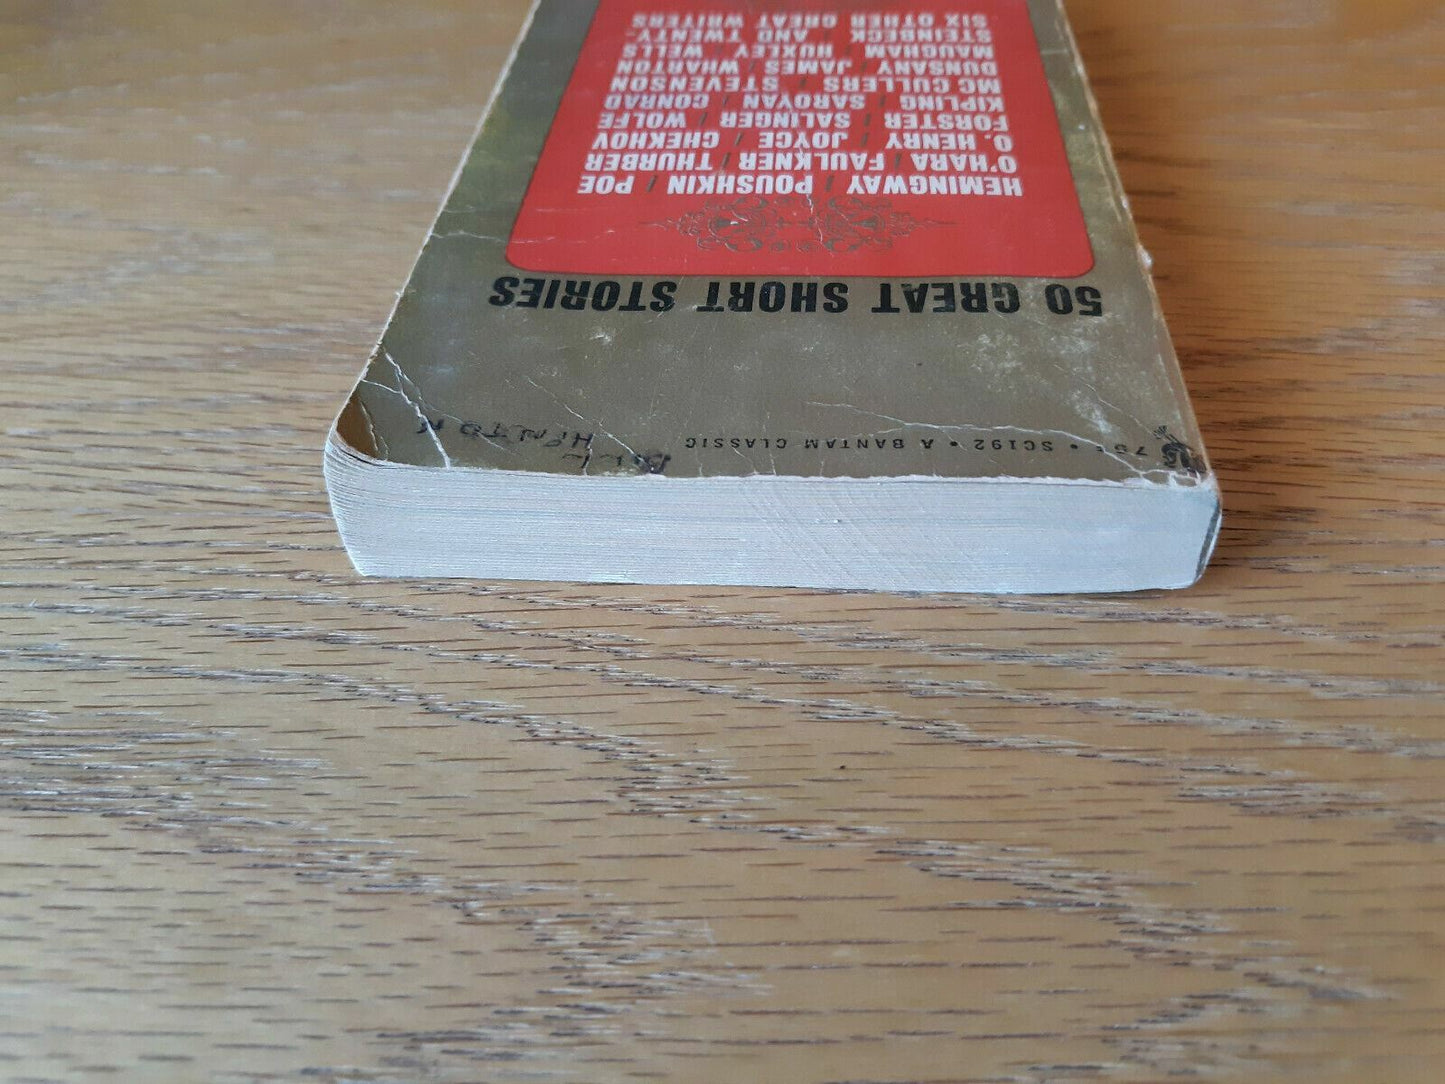 75¢ • SC192 • A BANTAM CLASSIC
BILL
HINTON
50 GREAT SHORT STORIES
HEMINGWAY / POUSHKIN / POE
O'HARA / FAULKNER / THURBER
O. HENRY / JOYCE / CHEKHOV
FORSTER / SALINGER / WOLFE
KIPLING / SAROYAN / CONRAD
MC CULLERS / STEVENSON
DUNSANY / JAMES / WHARTON
MAUGHAM / HUXLEY / WELLS
STEINBECK / AND TWENTY-
SIX OTHER GREAT WRITERS